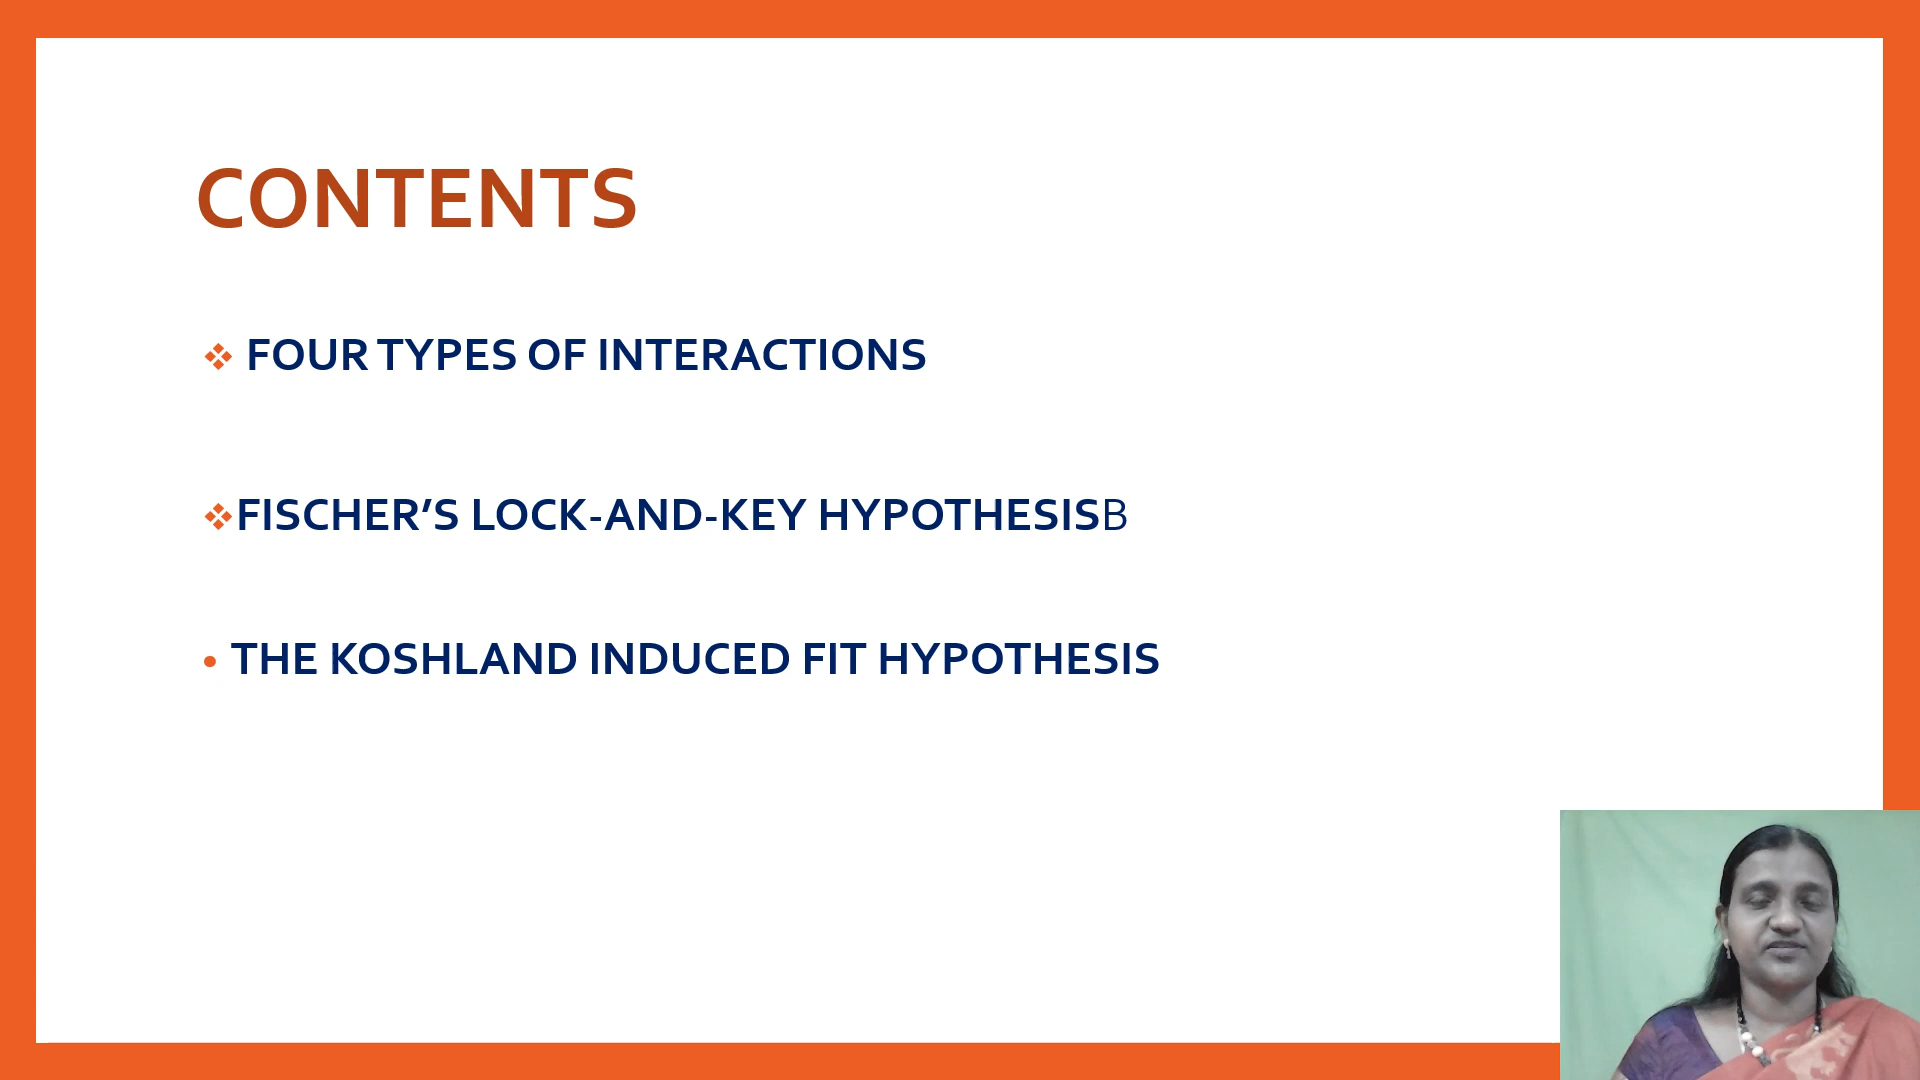 CONTENTS
❖ FOUR TYPES OF INTERACTIONS
❖FISCHER’S LOCK-AND-KEY HYPOTHESISB
• THE KOSHLAND INDUCED FIT HYPOTHESIS